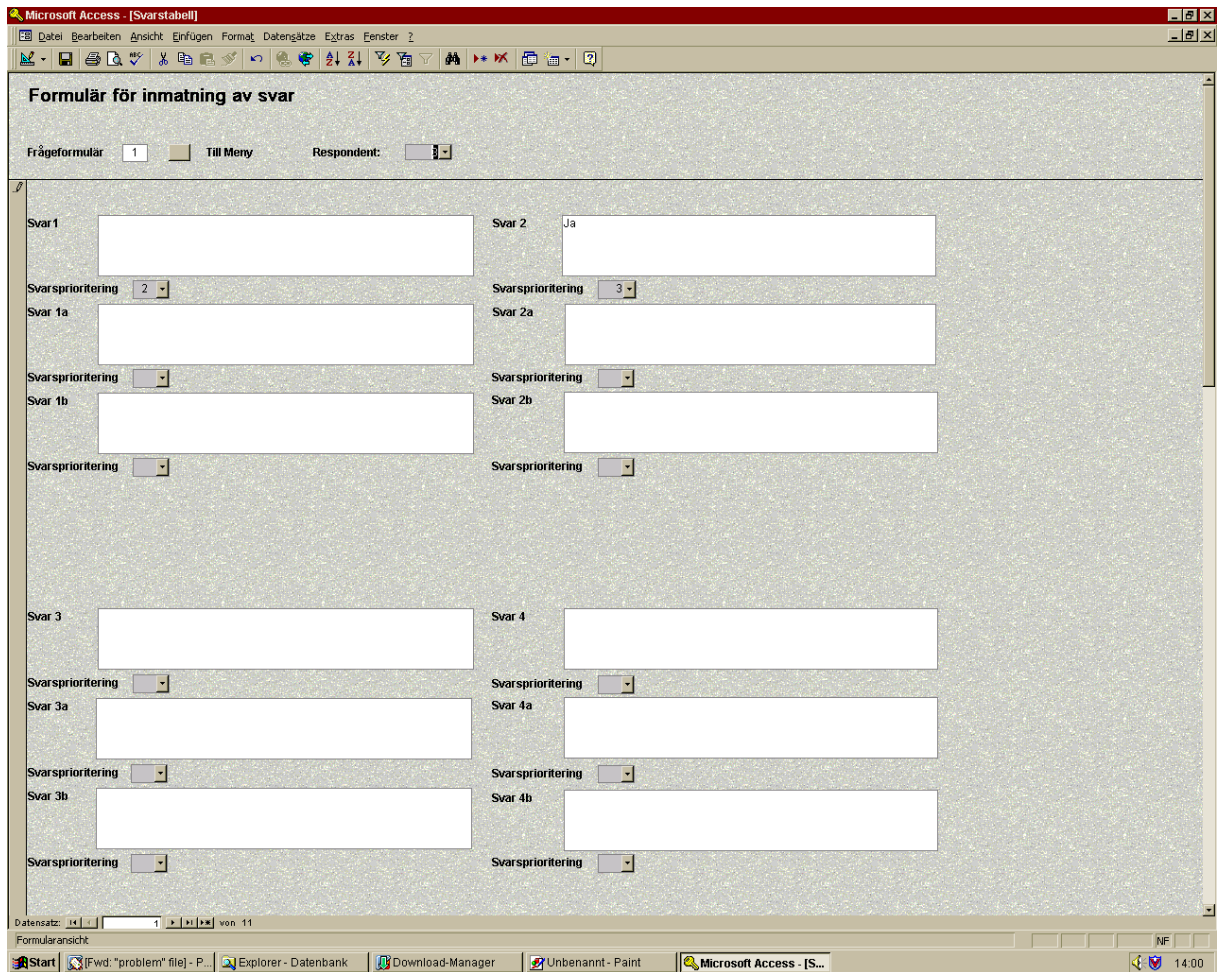 Microsoft Access - [Svarstabell]
Datei Bearbeiten Ansicht Einfügen Format Datensätze Extras Fenster ?
Formulär för inmatning av svar
Frågeformulär 1 Till Meny Respondent:
Svar1 Svar 2 Ja
Svarsprioritering 2 Svarsprioritering 3
Svar 1a Svar 2a
Svarsprioritering Svarsprioritering
Svar 1b Svar 2b
Svarsprioritering Svarsprioritering
Svar 3 Svar 4
Svarsprioritering Svarsprioritering
Svar 3a Svar 4a
Svarsprioritering Svarsprioritering
Svar 3b Svar 4b
Svarsprioritering Svarsprioritering
Datensatz: 1 von 11
Formularansicht NF
Start [Fwd: "problem" file] - P... Explorer - Datenbank Download-Manager Unbenannt - Paint Microsoft Access - [S... 14:00